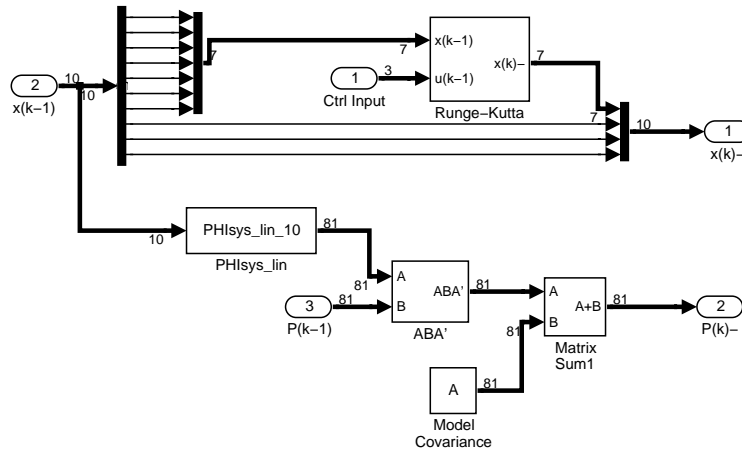 2
x(k−1)
10
10
7
7
x(k−1)
u(k−1)
x(k)−
Runge−Kutta
7
1
Ctrl Input
3
7
10
1
x(k)−
10
PHIsys_lin_10
PHIsys_lin
81
81
A
B
ABA'
ABA'
3
P(k−1)
81
81
81
A
B
A+B
Matrix
Sum1
81
2
P(k)−
A
Model
Covariance
81